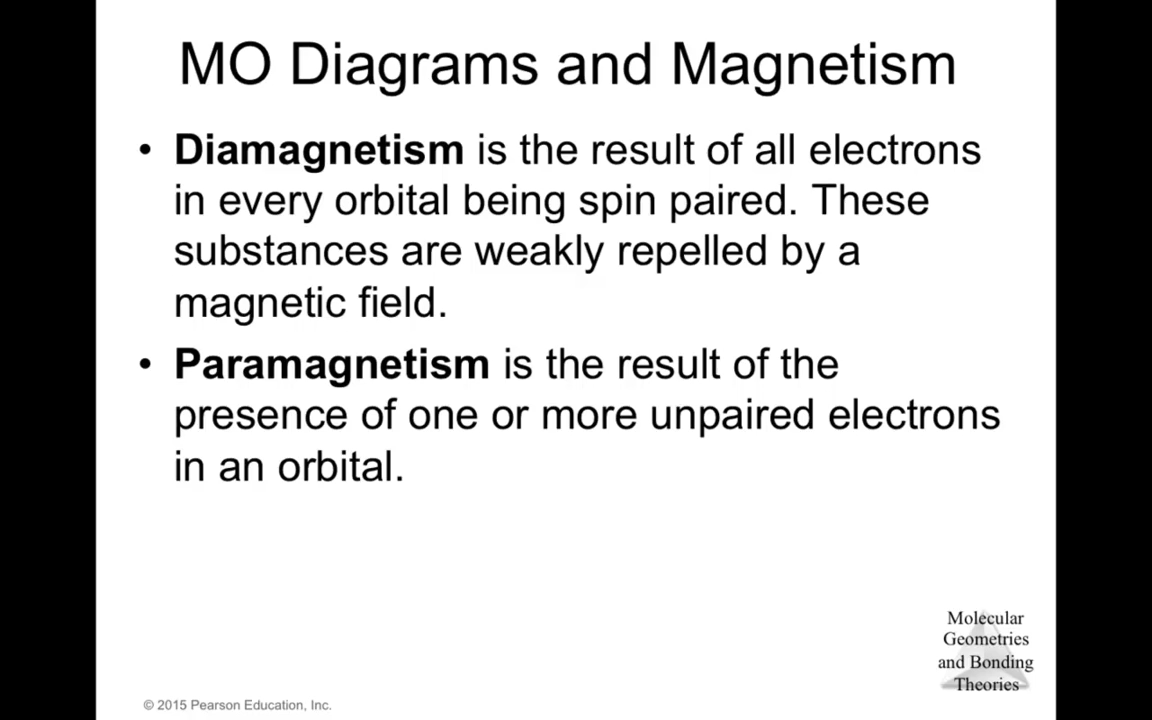 MO Diagrams and Magnetism
• Diamagnetism is the result of all electrons
in every orbital being spin paired. These
substances are weakly repelled by a
magnetic field.
• Paramagnetism is the result of the
presence of one or more unpaired electrons
in an orbital.
Molecular
Geometries
and Bonding
Theories
© 2015 Pearson Education, Inc.